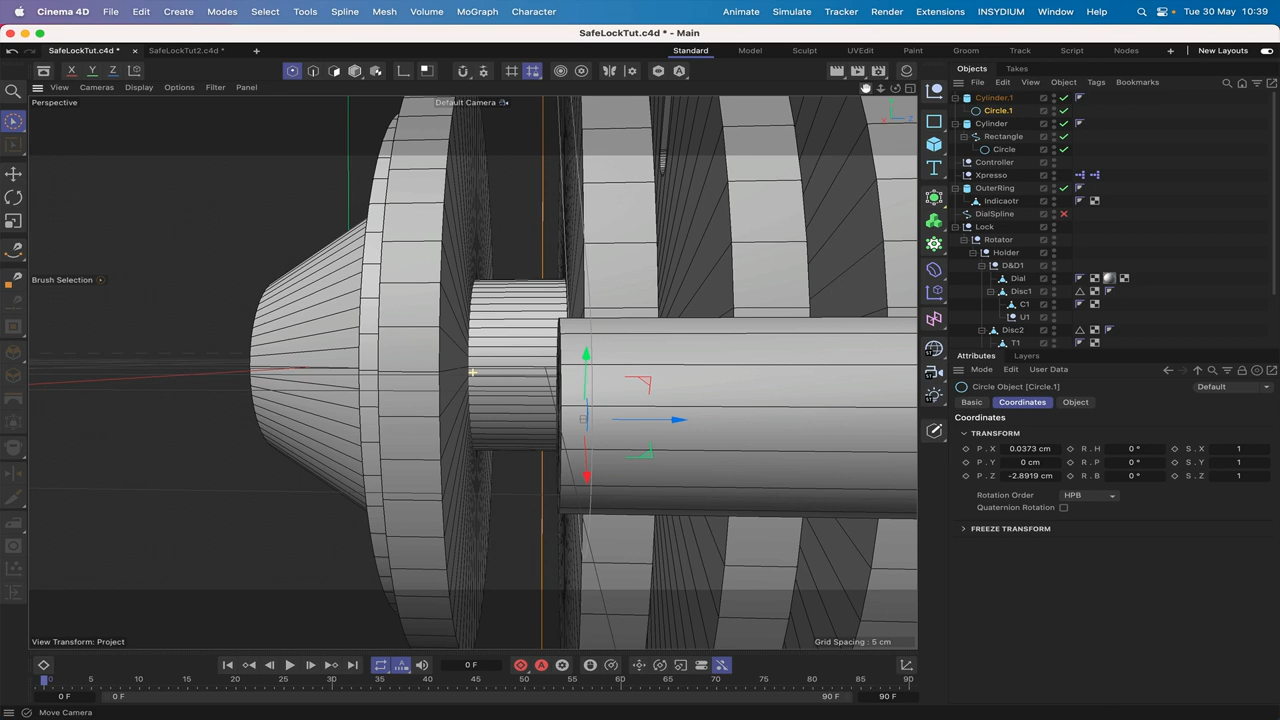 Cinema 4D File Edit Create Modes Select Tools Spline Mesh Volume MoGraph Character Animate Simulate Tracker Render Extensions INSYDIUM Window Help Tue 30 May 10:39
SafeLockTut.c4d * - Main
SafeLockTut.c4d * SafeLockTut2.c4d * Standard Model Sculpt UVEdit Paint Groom Track Script Nodes New Layouts
X Y Z
Objects Takes
View Cameras Display Options Filter Panel
File Edit View Object Tags Bookmarks
Perspective
Default Camera
Cylinder.1
Circle.1
Cylinder
Rectangle
Circle
Controller
Xpresso
OuterRing
Indicaotr
DialSpline
Lock
Rotator
Holder
D&D1
Dial
Disc1
C1
U1
Disc2
T1
Brush Selection
Attributes Layers
Mode Edit User Data
Circle Object [Circle.1] Default
Basic Coordinates Object
Coordinates
TRANSFORM
P . X 0.0373 cm R . H 0 ° S . X 1
P . Y 0 cm R . P 0 ° S . Y 1
P . Z -2.8919 cm R . B 0 ° S . Z 1
Rotation Order HPB
Quaternion Rotation
FREEZE TRANSFORM
View Transform: Project
Grid Spacing : 5 cm
0 F
0 5 10 15 20 25 30 35 40 45 50 55 60 65 70 75 80 85 90
0 F 0 F 90 F 90 F
Move Camera